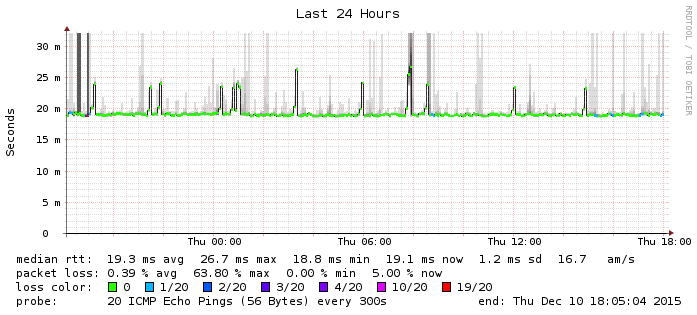 Last 24 Hours
RRDTOOL / TOBI OETIKER
Seconds
30 m
25 m
20 m
15 m
10 m
5 m
0
Thu 00:00 Thu 06:00 Thu 12:00 Thu 18:00
median rtt: 19.3 ms avg 26.7 ms max 18.8 ms min 19.1 ms now 1.2 ms sd 16.7 am/s
packet loss: 0.39 % avg 63.80 % max 0.00 % min 5.00 % now
loss color: 0 1/20 2/20 3/20 4/20 10/20 19/20
probe: 20 ICMP Echo Pings (56 Bytes) every 300s end: Thu Dec 10 18:05:04 2015